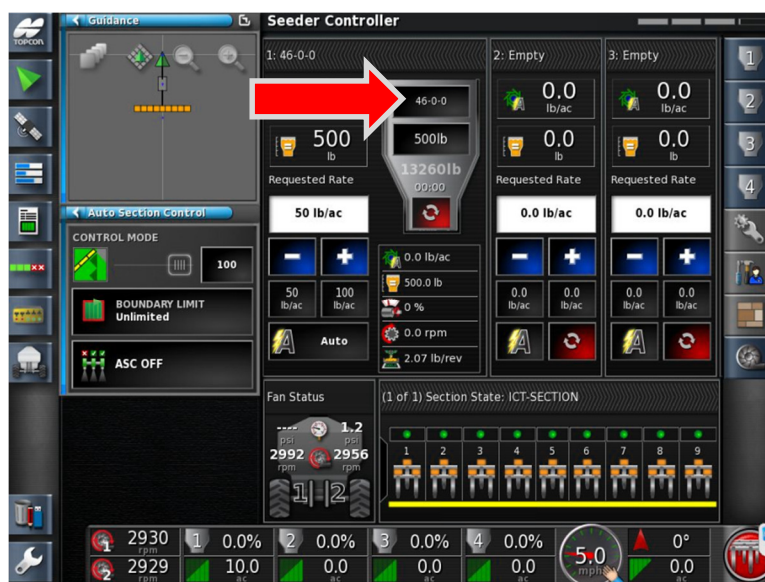 TOPCON
Guidance
Seeder Controller
1: 46-0-0
2: Empty
3: Empty
46-0-0
500lb
13260lb
00:00
500
lb
0.0
lb/ac
0.0
lb
0.0
lb/ac
0.0
lb
Requested Rate
Requested Rate
Requested Rate
50 lb/ac
0.0 lb/ac
0.0 lb/ac
50
lb/ac
100
lb/ac
0.0
lb/ac
0.0
lb/ac
0.0
lb/ac
0.0
lb/ac
Auto
0.0 lb/ac
500.0 lb
0 %
0.0 rpm
2.07 lb/rev
1
2
3
4
Auto Section Control
CONTROL MODE
100
BOUNDARY LIMIT
Unlimited
ASC OFF
Fan Status
---- psi
1.2 psi
2992 rpm
2956 rpm
1 2
(1 of 1) Section State: ICT-SECTION
1 2 3 4 5 6 7 8 9
1 2930 rpm
2 2929 rpm
1 0.0%
10.0 ac
2 0.0%
0.0 ac
3 0.0%
0.0 ac
4 0.0%
0.0 ac
5.0
mph
0°
0.0
ac